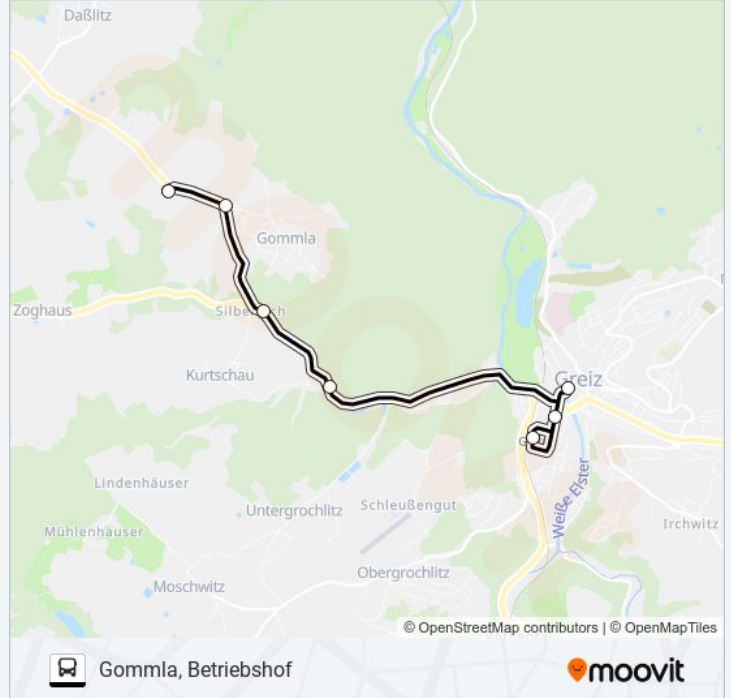 Daßlitz
Gommla
Zoghaus
Kurtschau
Greiz
Lindenhäuser
Untergrochlitz
Schleußengut
Weiße Elster
Irchwitz
Mühlenhäuser
Obergrochlitz
Moschwitz
© OpenStreetMap contributors | © OpenMapTiles
Gommla, Betriebshof
moovit